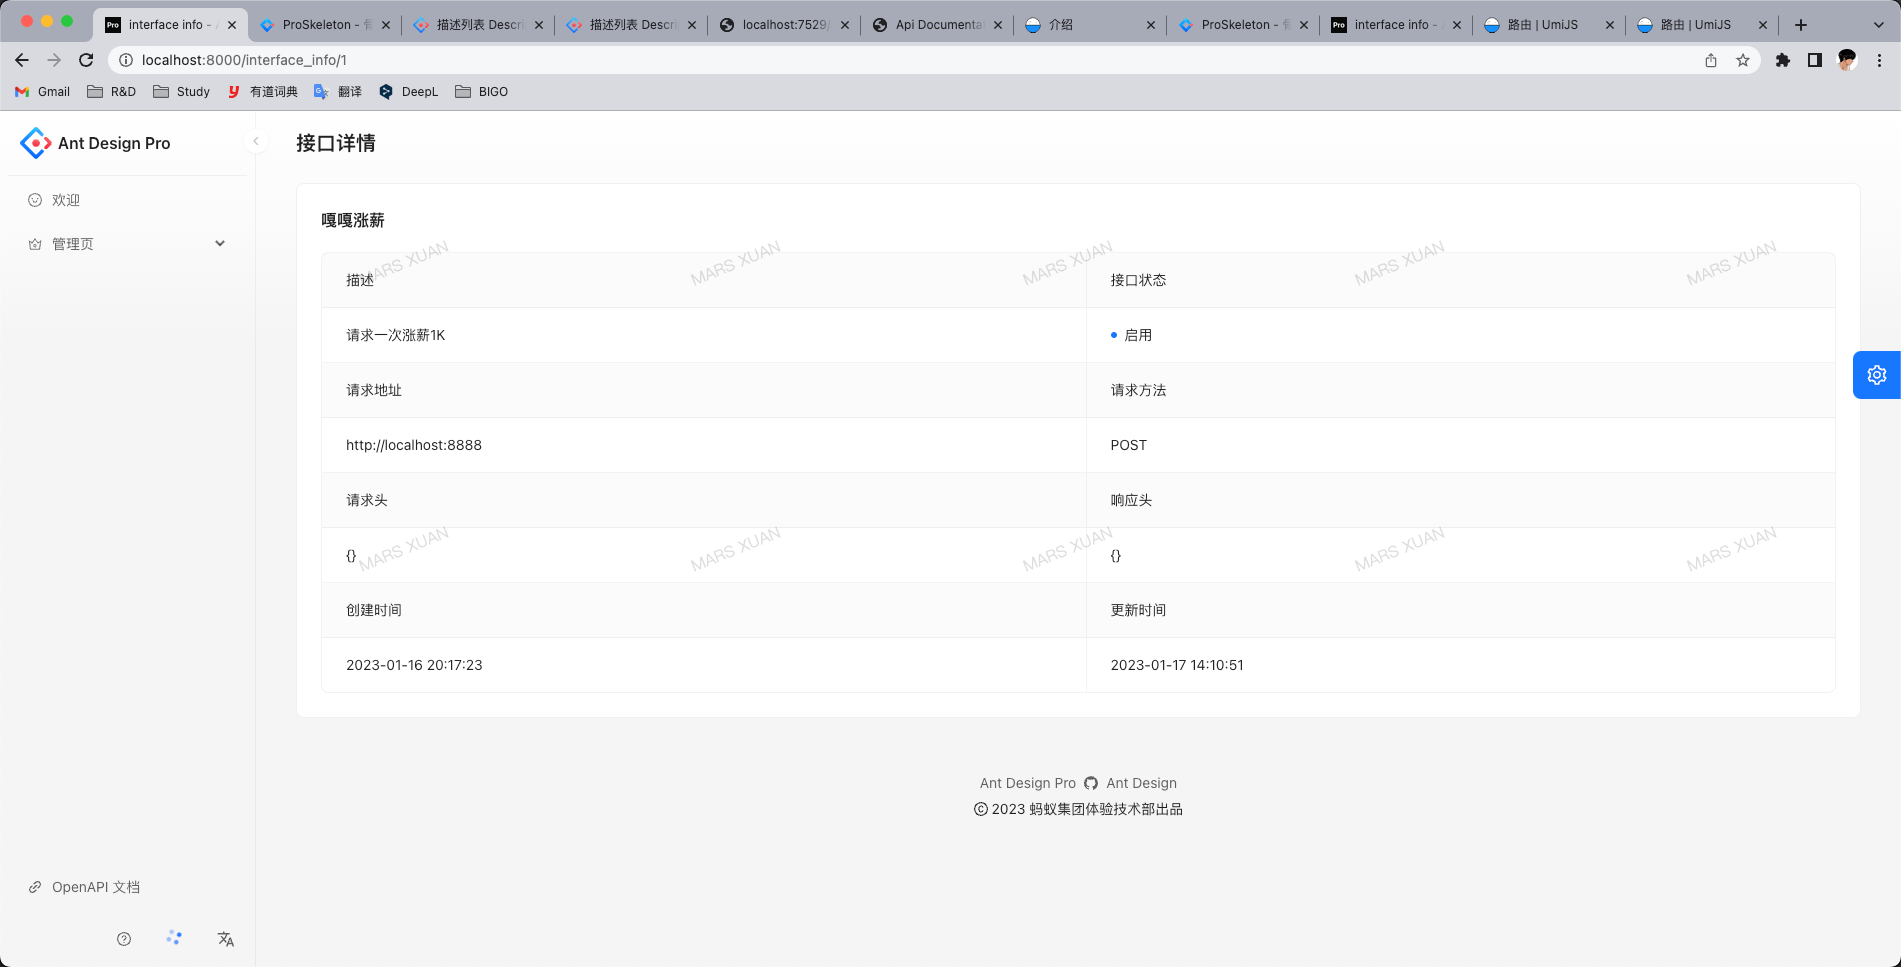 interface info -
ProSkeleton -
描述列表 Descri
描述列表 Descri
localhost:7529/
Api Documenta
介绍
ProSkeleton -
Pro interface info -
路由 | UmiJS
路由 | UmiJS
localhost:8000/interface_info/1
Gmail R&D Study 有道词典 翻译 DeepL BIGO
Ant Design Pro
欢迎
管理页
接口详情
嘎嘎涨薪
描述 接口状态
请求一次涨薪1K 启用
请求地址 请求方法
http://localhost:8888 POST
请求头 响应头
{} {}
创建时间 更新时间
2023-01-16 20:17:23 2023-01-17 14:10:51
MARS XUAN MARS XUAN MARS XUAN MARS XUAN MARS XUAN
MARS XUAN MARS XUAN MARS XUAN MARS XUAN MARS XUAN
Ant Design Pro Ant Design
© 2023 蚂蚁集团体验技术部出品
OpenAPI 文档